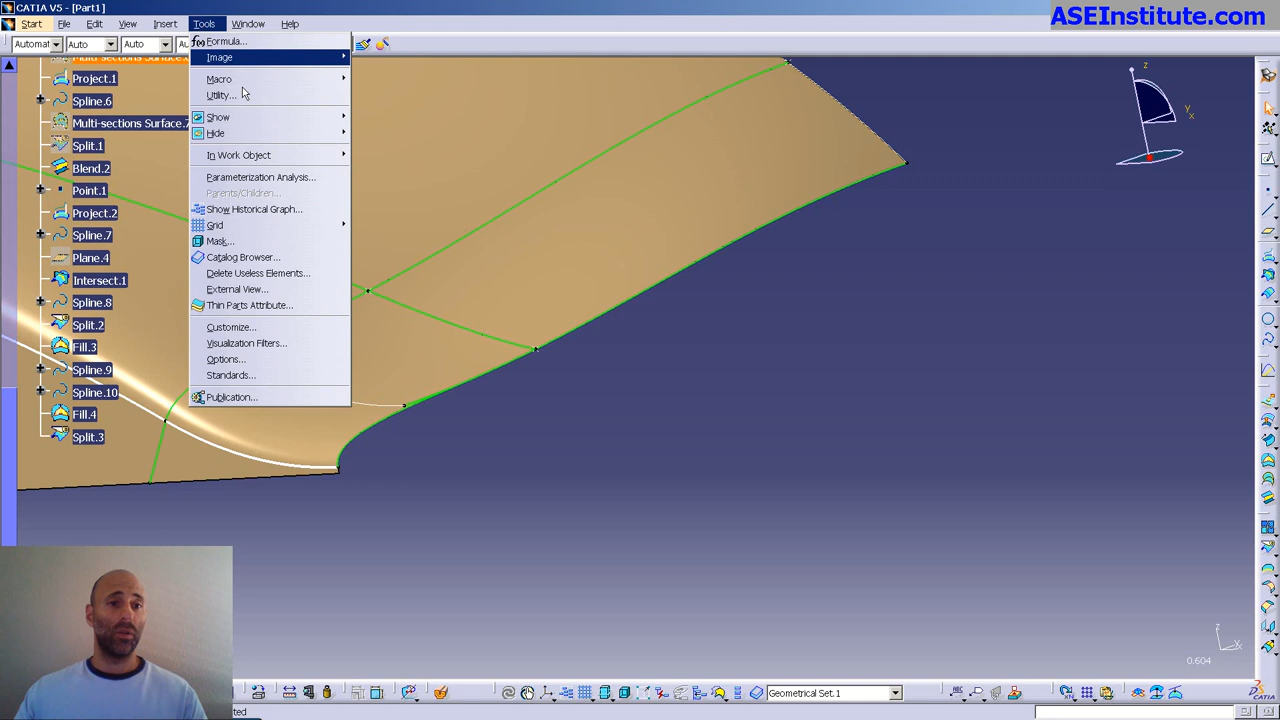 CATIA V5 - [Part1]
ASEInstitute.com
Start File Edit View Insert Tools Window Help
Automat Auto Auto
Formula...
Image
Macro
Utility...
Show
Hide
In Work Object
Parameterization Analysis...
Parents/Children...
Show Historical Graph...
Grid
Mask...
Catalog Browser...
Delete Useless Elements...
External View...
Thin Parts Attribute...
Customize...
Visualization Filters...
Options...
Standards...
Publication...
Project.1
Spline.6
Multi-sections Surface.7
Split.1
Blend.2
Point.1
Project.2
Spline.7
Plane.4
Intersect.1
Spline.8
Split.2
Fill.3
Spline.9
Spline.10
Fill.4
Split.3
z
y
x
z
x
0.604
Geometrical Set.1
CATIA